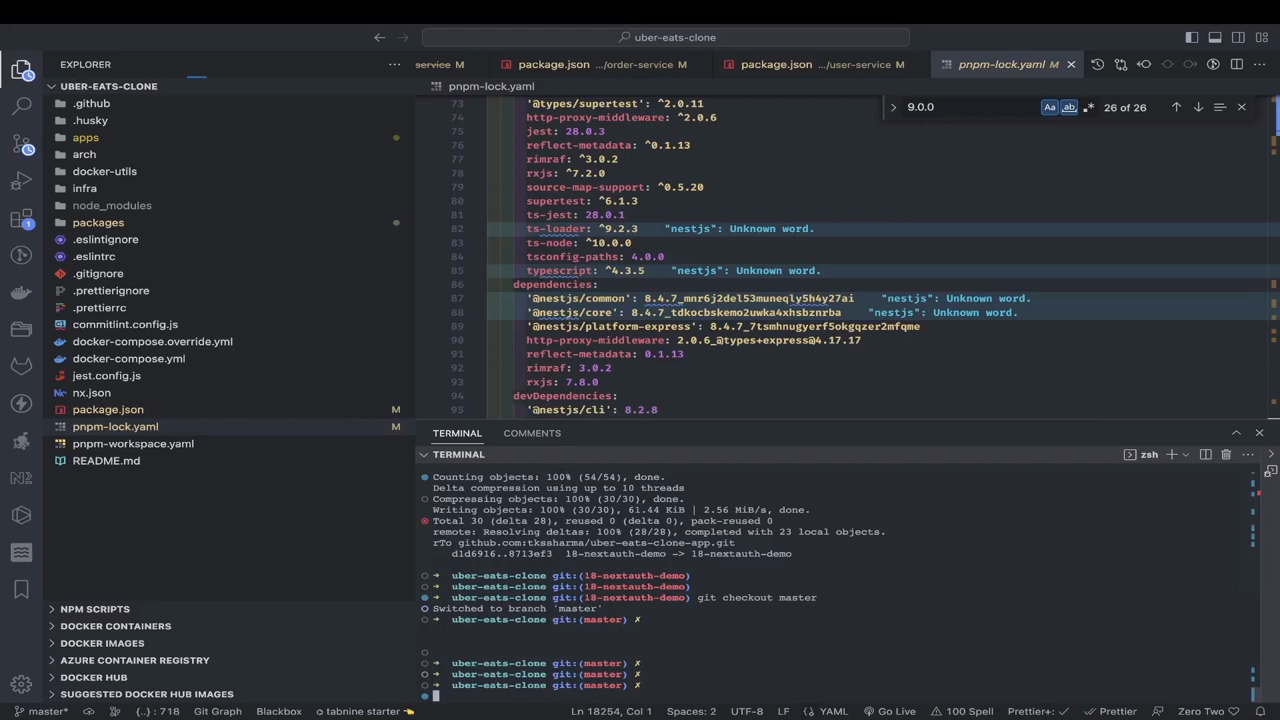 uber-eats-clone
EXPLORER
service M
package.json .../order-service M
package.json .../user-service M
pnpm-lock.yaml M
UBER-EATS-CLONE
pnpm-lock.yaml
9.0.0
Aa
ab
26 of 26
.github
.husky
apps
arch
docker-utils
infra
node_modules
packages
.eslintignore
.eslintrc
.gitignore
.prettierignore
.prettierrc
commitlint.config.js
docker-compose.override.yml
docker-compose.yml
jest.config.js
nx.json
package.json M
pnpm-lock.yaml M
pnpm-workspace.yaml
README.md
NPM SCRIPTS
DOCKER CONTAINERS
DOCKER IMAGES
AZURE CONTAINER REGISTRY
DOCKER HUB
SUGGESTED DOCKER HUB IMAGES
73 '@types/supertest': ^2.0.11
74 http-proxy-middleware: ^2.0.6
75 jest: 28.0.3
76 reflect-metadata: ^0.1.13
77 rimraf: ^3.0.2
78 rxjs: ^7.2.0
79 source-map-support: ^0.5.20
80 supertest: ^6.1.3
81 ts-jest: 28.0.1
82 ts-loader: ^9.2.3 "nestjs": Unknown word.
83 ts-node: ^10.0.0
84 tsconfig-paths: 4.0.0
85 typescript: ^4.3.5 "nestjs": Unknown word.
86 dependencies:
87 '@nestjs/common': 8.4.7_mnr6j2del53muneqly5h4y27ai "nestjs": Unknown word.
88 '@nestjs/core': 8.4.7_tdkocbskemo2uwka4xhsbznrba "nestjs": Unknown word.
89 '@nestjs/platform-express': 8.4.7_7tsmhnugyerf5okgqzer2mfqme
90 http-proxy-middleware: 2.0.6_@types+express@4.17.17
91 reflect-metadata: 0.1.13
92 rimraf: 3.0.2
93 rxjs: 7.8.0
94 devDependencies:
95 '@nestjs/cli': 8.2.8
TERMINAL COMMENTS
TERMINAL
zsh
Counting objects: 100% (54/54), done.
Delta compression using up to 10 threads
Compressing objects: 100% (30/30), done.
Writing objects: 100% (30/30), 61.44 KiB | 2.56 MiB/s, done.
Total 30 (delta 28), reused 0 (delta 0), pack-reused 0
remote: Resolving deltas: 100% (28/28), completed with 23 local objects.
rTo github.com:tkssharma/uber-eats-clone-app.git
d1d6916..8713ef3 18-nextauth-demo -> 18-nextauth-demo
➜ uber-eats-clone git:(18-nextauth-demo)
➜ uber-eats-clone git:(18-nextauth-demo)
➜ uber-eats-clone git:(18-nextauth-demo) git checkout master
Switched to branch 'master'
➜ uber-eats-clone git:(master) ✗
➜ uber-eats-clone git:(master) ✗
➜ uber-eats-clone git:(master) ✗
➜ uber-eats-clone git:(master) ✗
master*
{..} : 718
Git Graph
Blackbox
tabnine starter
Ln 18254, Col 1
Spaces: 2
UTF-8
LF
YAML
Go Live
100 Spell
Prettier+: ✓
Prettier
Zero Two